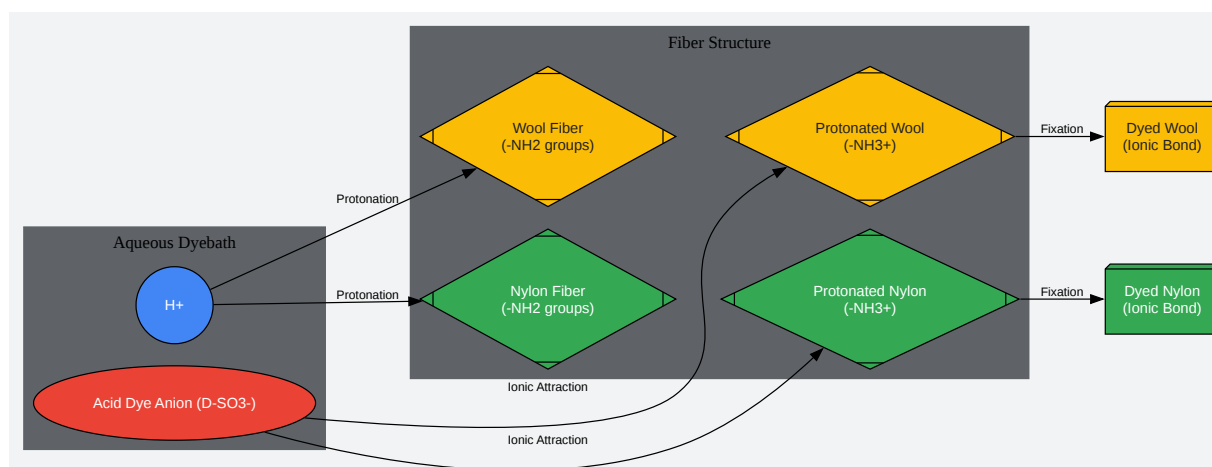 Fiber Structure
Wool Fiber
(-NH2 groups)
Protonated Wool
(-NH3+)
Fixation
Dyed Wool
(Ionic Bond)
Protonation
Aqueous Dyebath
H+
Protonation
Nylon Fiber
(-NH2 groups)
Protonated Nylon
(-NH3+)
Fixation
Dyed Nylon
(Ionic Bond)
Acid Dye Anion (D-SO3-)
Ionic Attraction
Ionic Attraction